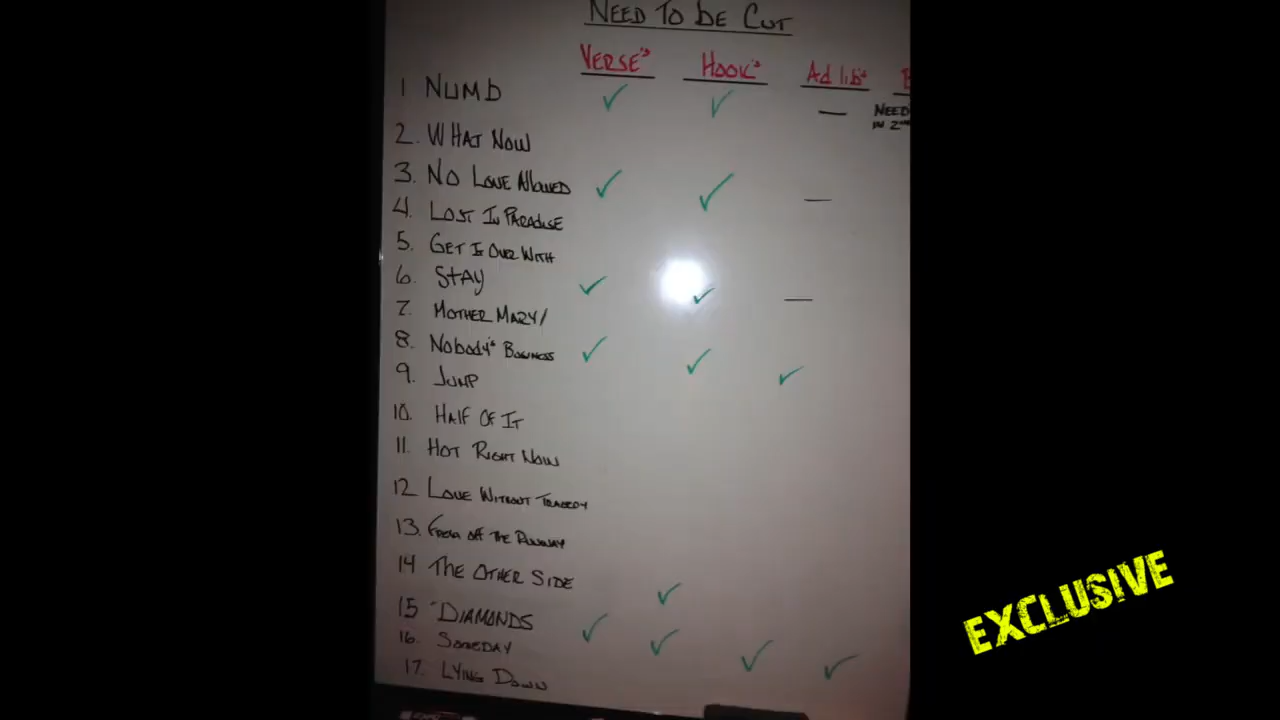 NEED TO BE CUT
VERSE's HOOK's Ad lib's B
1 NUMB ✓ ✓ — NEED
IN 2ND
2. WHAT NOW
3. NO LOVE Allowed ✓ ✓ —
4. LOST IN PARADISE
5. GET IT OVER WITH
6. STAY ✓ ✓ —
7. MOTHER MARY/
8. Nobody's BUSINESS ✓ ✓ ✓
9. JUMP
10. HALF OF IT
11. HOT RIGHT NOW
12 LOVE WITHOUT TRAGEDY
13. FRESH OFF THE RUNWAY
14 THE OTHER SIDE ✓
15 "DIAMONDS ✓ ✓ ✓ ✓
16. SOMEDAY
17. LYING DOWN
EXCLUSIVE